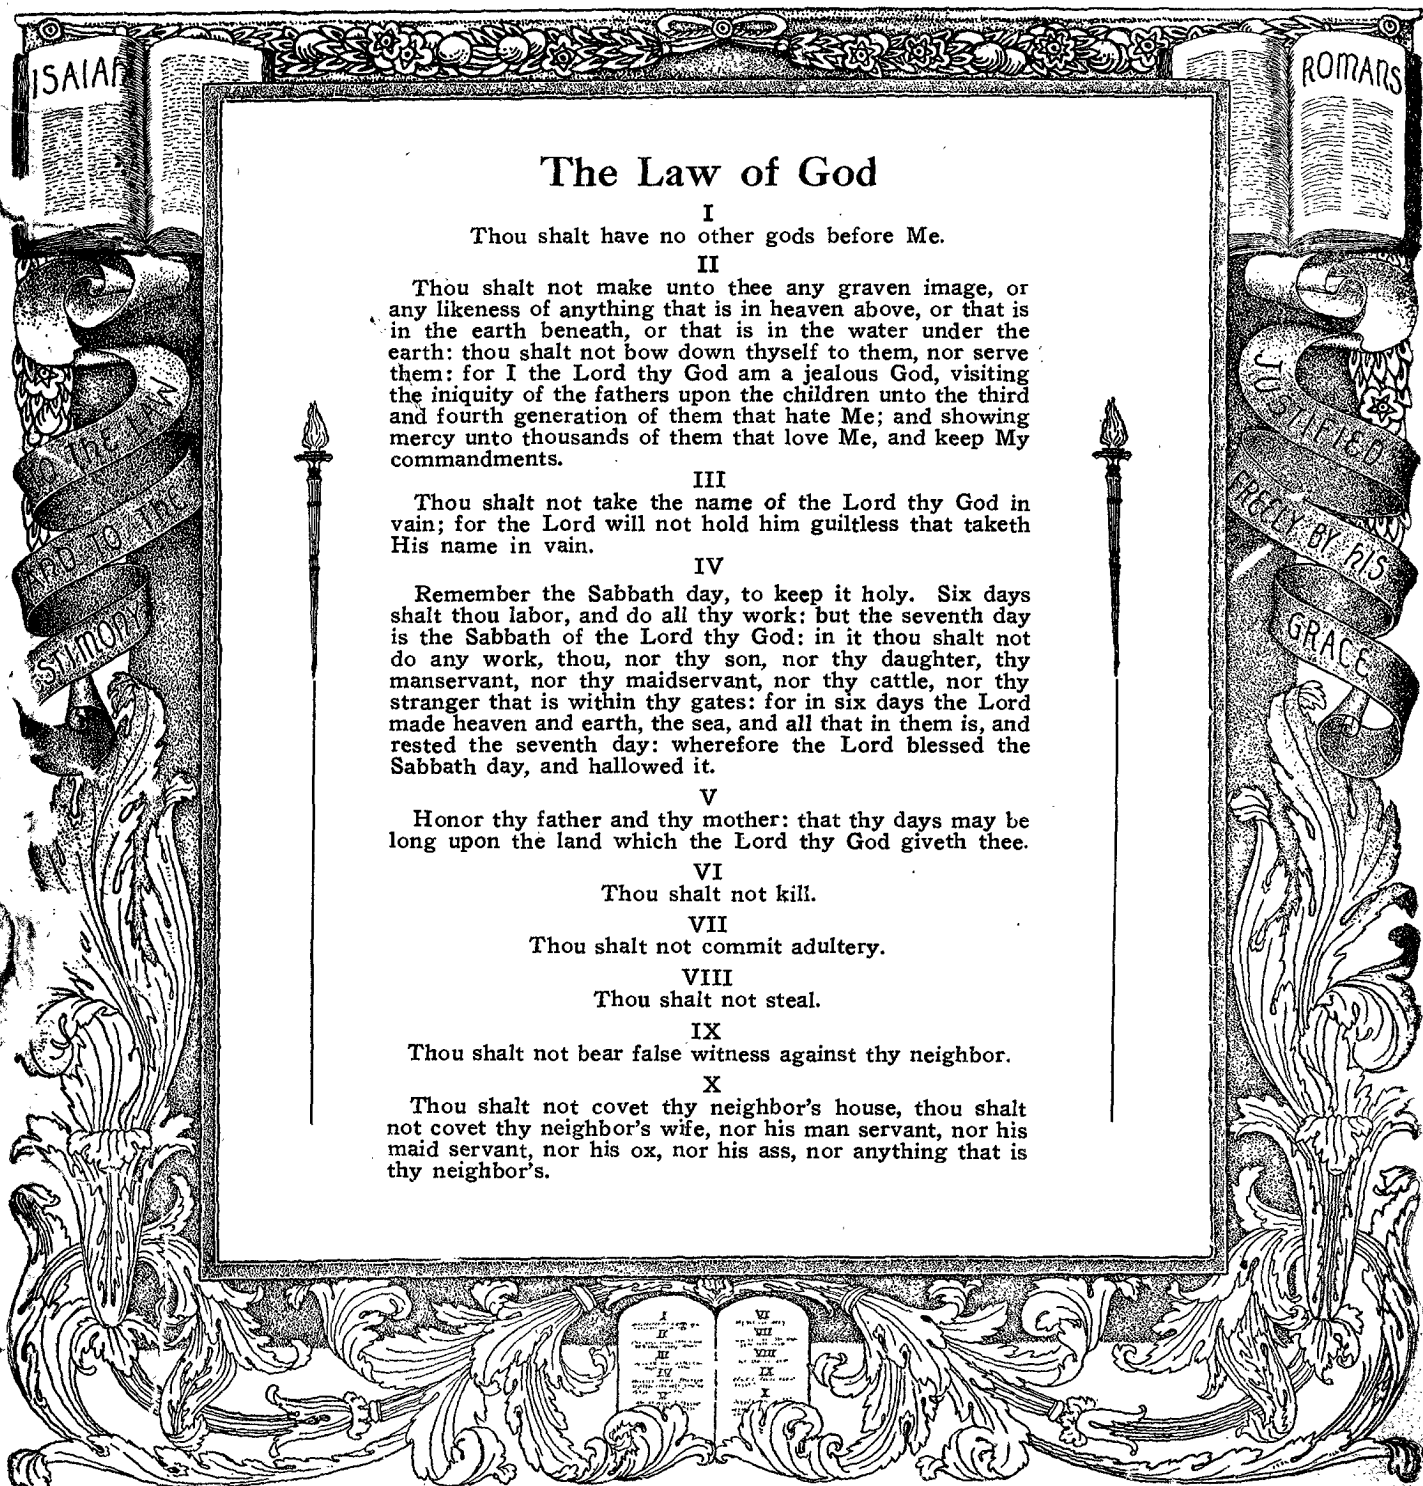 ISAIAH
ROMANS
The Law of God
I
Thou shalt have no other gods before Me.
II
Thou shalt not make unto thee any graven image, or
any likeness of anything that is in heaven above, or that is
in the earth beneath, or that is in the water under the
earth: thou shalt not bow down thyself to them, nor serve
them: for I the Lord thy God am a jealous God, visiting
the iniquity of the fathers upon the children unto the third
and fourth generation of them that hate Me; and showing
mercy unto thousands of them that love Me, and keep My
commandments.
III
Thou shalt not take the name of the Lord thy God in
vain; for the Lord will not hold him guiltless that taketh
His name in vain.
IV
Remember the Sabbath day, to keep it holy. Six days
shalt thou labor, and do all thy work: but the seventh day
is the Sabbath of the Lord thy God: in it thou shalt not
do any work, thou, nor thy son, nor thy daughter, thy
manservant, nor thy maidservant, nor thy cattle, nor thy
stranger that is within thy gates: for in six days the Lord
made heaven and earth, the sea, and all that in them is, and
rested the seventh day: wherefore the Lord blessed the
Sabbath day, and hallowed it.
V
Honor thy father and thy mother: that thy days may be
long upon the land which the Lord thy God giveth thee.
VI
Thou shalt not kill.
VII
Thou shalt not commit adultery.
VIII
Thou shalt not steal.
IX
Thou shalt not bear false witness against thy neighbor.
X
Thou shalt not covet thy neighbor's house, thou shalt
not covet thy neighbor's wife, nor his man servant, nor his
maid servant, nor his ox, nor his ass, nor anything that is
thy neighbor's.
O THE LAW
AND TO THE
STIMONY
JUSTIFIED
FREELY BY HIS
GRACE
I
II
III
IV
V
VI
VII
VIII
IX
X